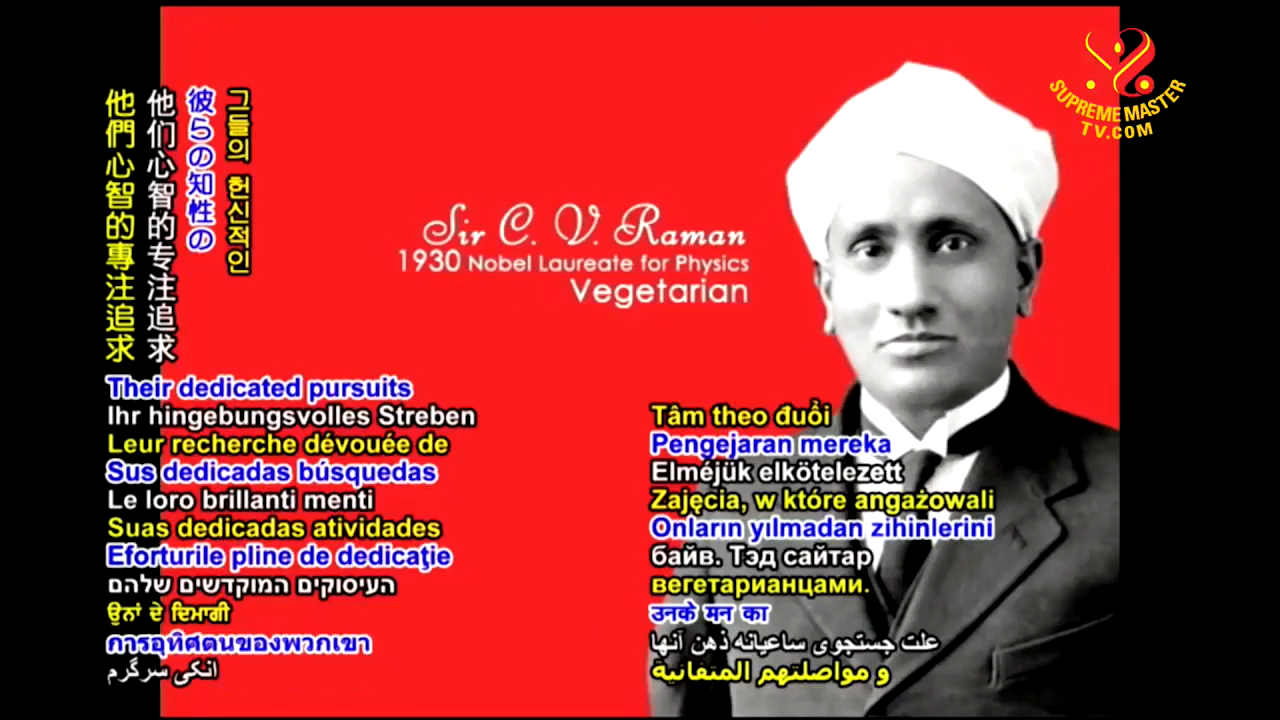 SUPREME MASTER
TV.COM
他們心智的專注追求
他们心智的专注追求
彼らの知性の
그들의 헌신적인
Sir C. V. Raman
1930 Nobel Laureate for Physics
Vegetarian
Their dedicated pursuits
Ihr hingebungsvolles Streben
Leur recherche dévouée de
Sus dedicadas búsquedas
Le loro brillanti menti
Suas dedicadas atividades
Eforturile pline de dedicaţie
העיסוקים המוקדשים שלהם
ਉਨਾਂ ਦੇ ਦਿਮਾਗੀ
การอุทิศตนของพวกเขา
انکی سرگرم
Tâm theo đuổi
Pengejaran mereka
Elméjük elkötelezett
Zajęcia, w które angażowali
Onların yılmadan zihinlerini
байв. Тэд сайтар
вегетарианцами.
उनके मन का
علت جستجوی ساعیانه ذهن آنها
و مواصلتهم المتفانية